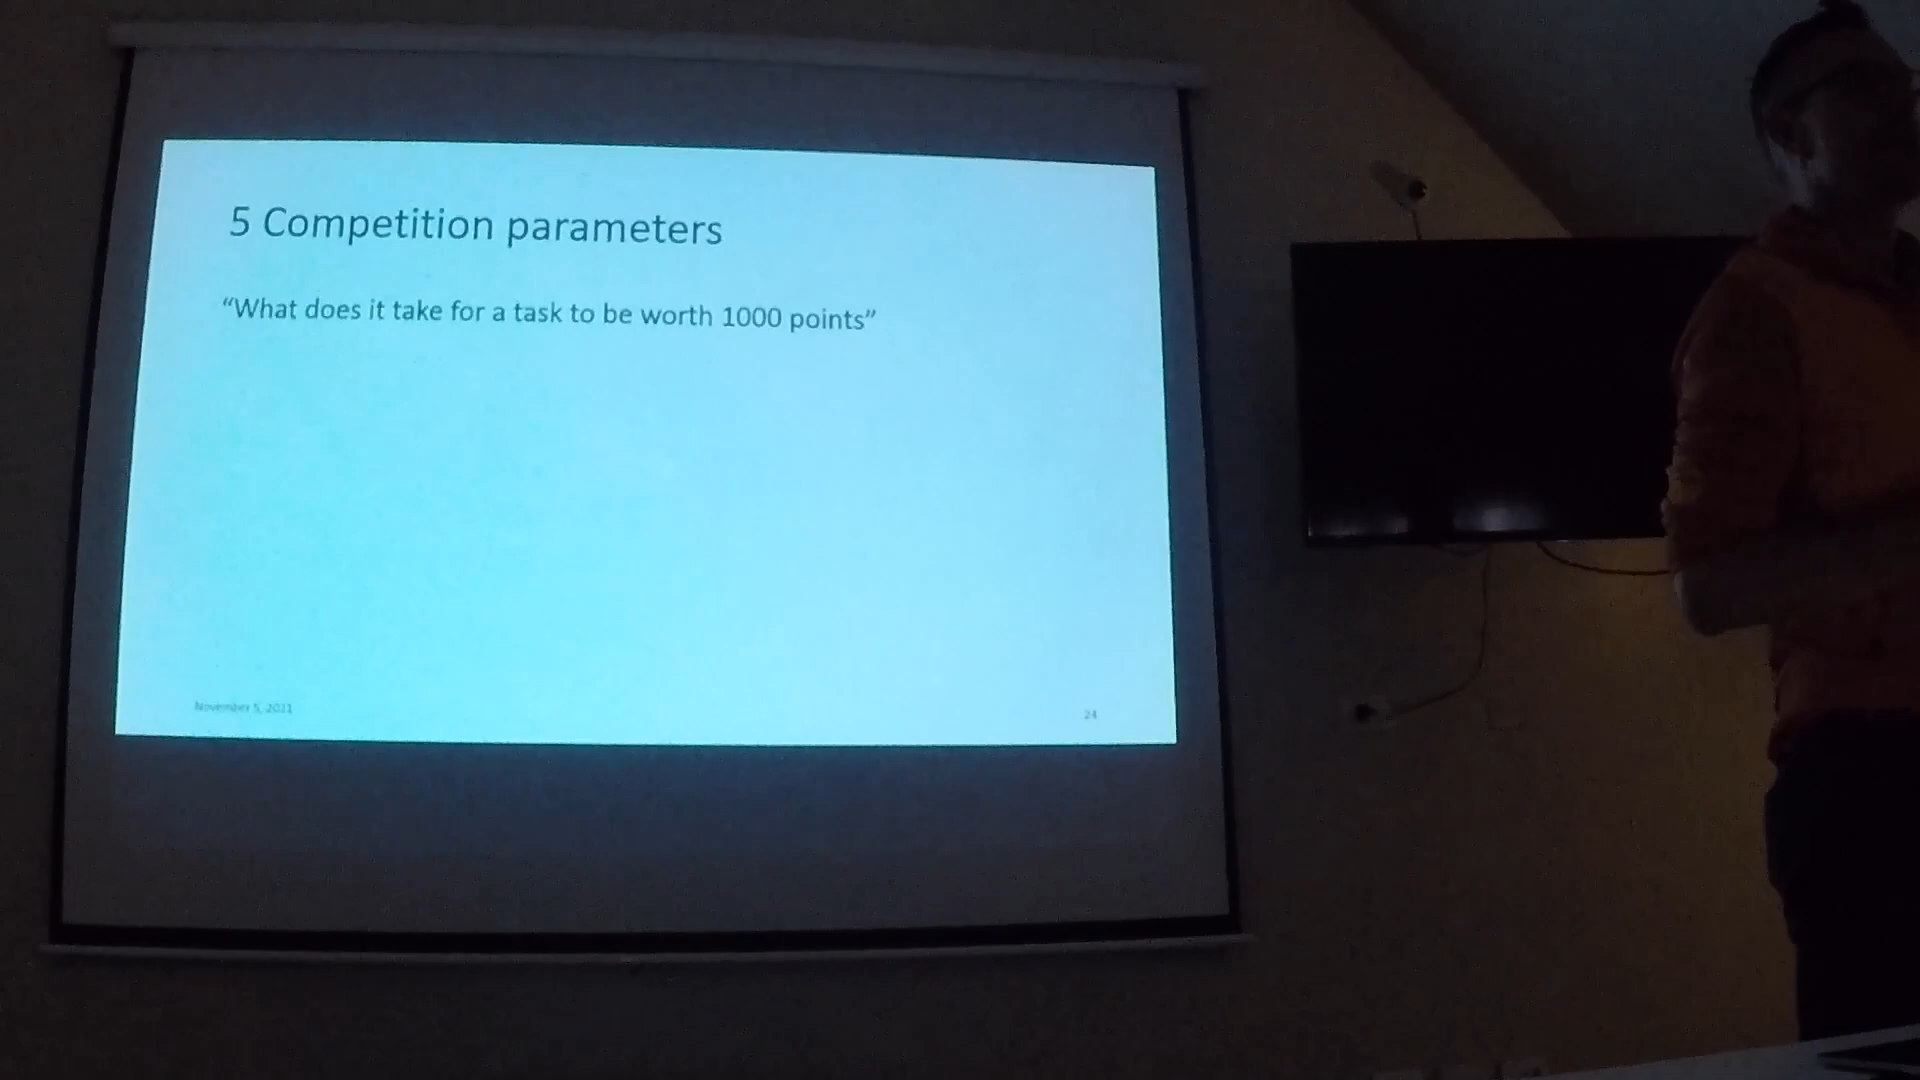 5 Competition parameters
“What does it take for a task to be worth 1000 points”
November 5, 2021
24